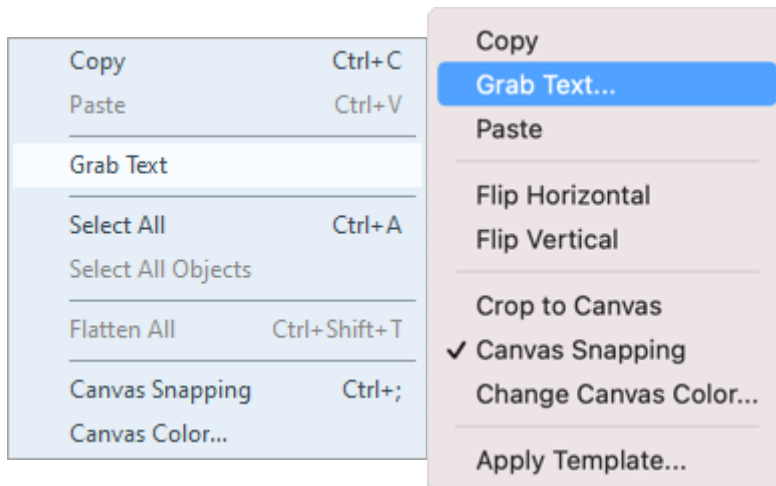 Copy Ctrl+C
Paste Ctrl+V
Grab Text
Select All Ctrl+A
Select All Objects
Flatten All Ctrl+Shift+T
Canvas Snapping Ctrl+;
Canvas Color...
Copy
Grab Text...
Paste
Flip Horizontal
Flip Vertical
Crop to Canvas
✓ Canvas Snapping
Change Canvas Color...
Apply Template...